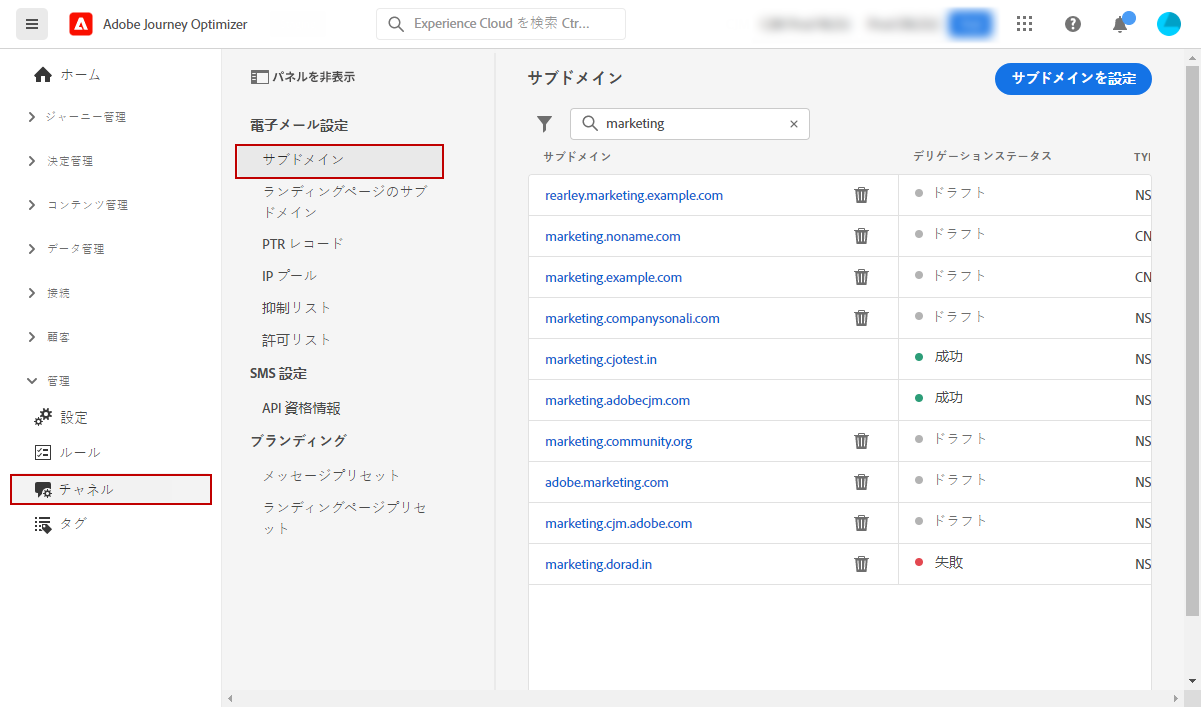 Adobe Journey Optimizer
Experience Cloud を検索 Ctr...
ホーム
ジャーニー管理
決定管理
コンテンツ管理
データ管理
接続
顧客
管理
設定
ルール
チャネル
タグ
パネルを非表示
電子メール設定
サブドメイン
ランディングページのサブ
ドメイン
PTR レコード
IP プール
抑制リスト
許可リスト
SMS 設定
API 資格情報
ブランディング
メッセージプリセット
ランディングページプリセ
ット
サブドメイン
サブドメインを設定
marketing
サブドメイン デリゲーションステータス TYI
rearley.marketing.example.com ドラフト NS
marketing.noname.com ドラフト CN
marketing.example.com ドラフト CN
marketing.companysonali.com ドラフト NS
marketing.cjotest.in 成功 NS
marketing.adobecjm.com 成功 NS
marketing.community.org ドラフト NS
adobe.marketing.com ドラフト NS
marketing.cjm.adobe.com ドラフト NS
marketing.dorad.in 失敗 NS